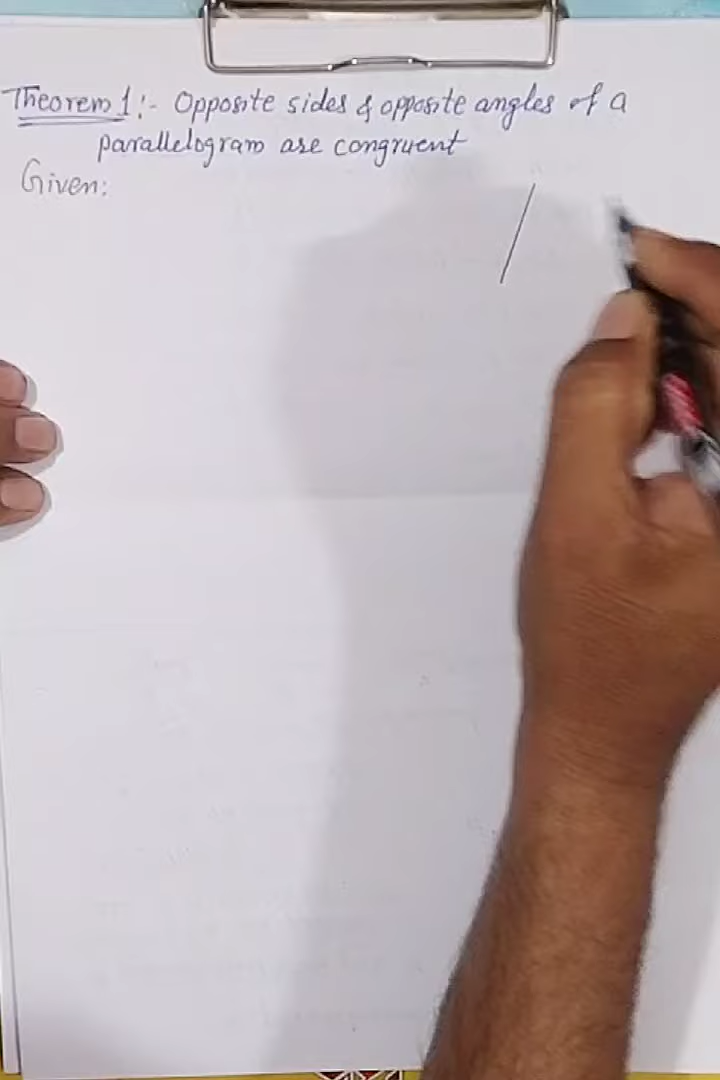 Theorem 1:- Opposite sides & opposite angles of a
parallelogram are congruent
Given: